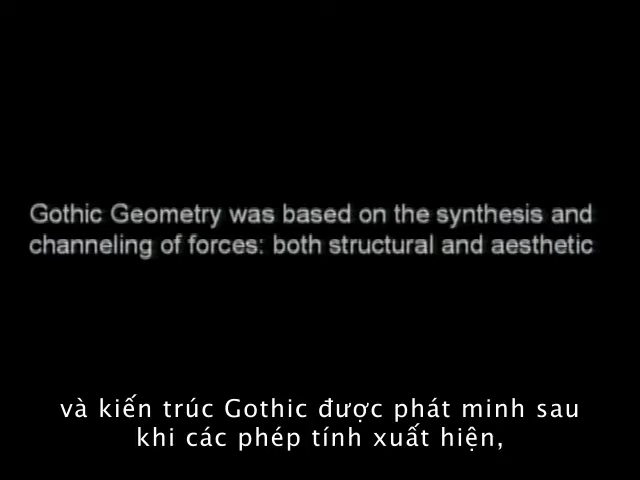 Gothic Geometry was based on the synthesis and
channeling of forces: both structural and aesthetic
và kiến trúc Gothic được phát minh sau
khi các phép tính xuất hiện,